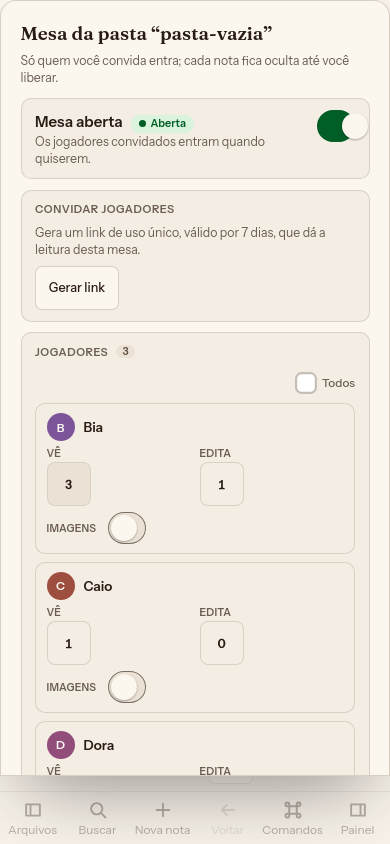 Mesa da pasta “pasta-vazia”
Só quem você convida entra; cada nota fica oculta até você
liberar.
Mesa aberta
Aberta
Os jogadores convidados entram quando
quiserem.
CONVIDAR JOGADORES
Gera um link de uso único, válido por 7 dias, que dá a
leitura desta mesa.
Gerar link
JOGADORES 3
Todos
B Bia
VÊ EDITA
3 1
IMAGENS
C Caio
VÊ EDITA
1 0
IMAGENS
D Dora
VÊ EDITA
Arquivos Buscar Nova nota Voltar Comandos Painel